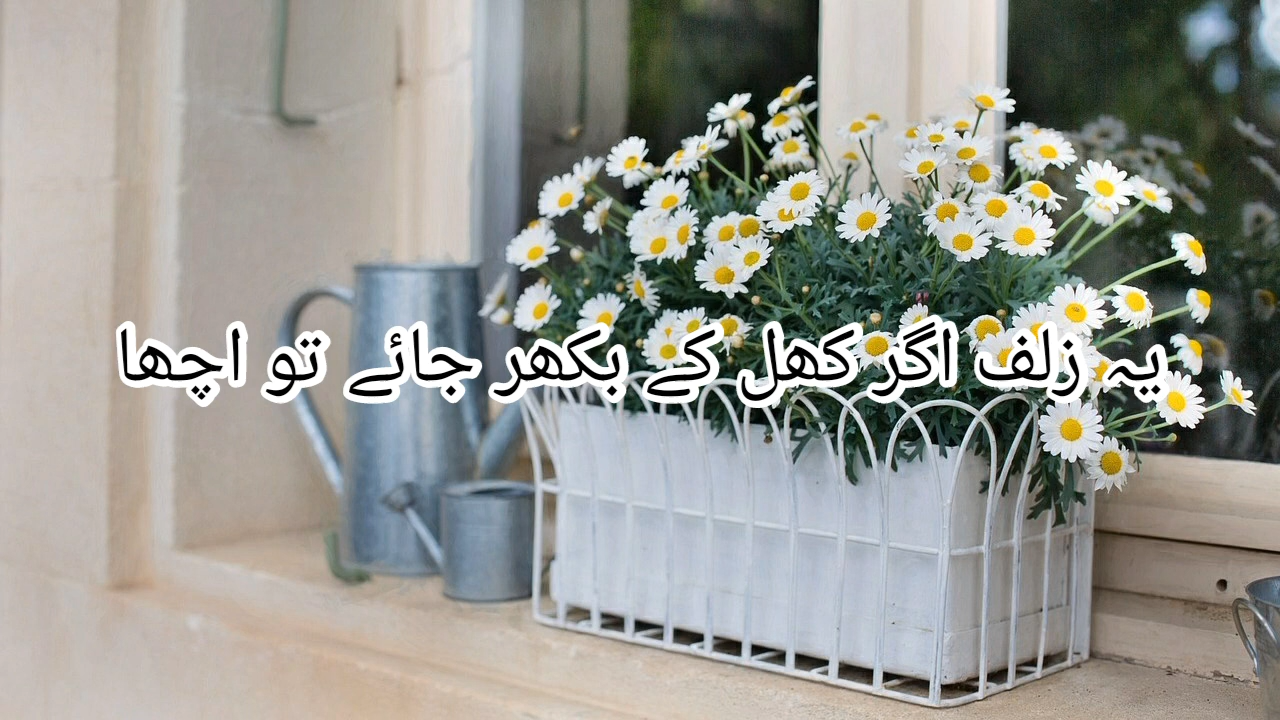 یہ زلف اگر کھل کے بکھر جائے تو اچھا